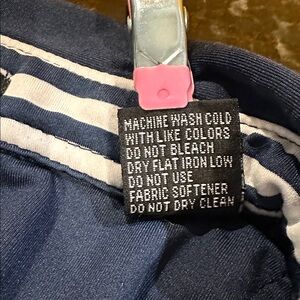 MACHINE WASH COLD
WITH LIKE COLORS
DO NOT BLEACH
DRY FLAT IRON LOW
DO NOT USE
FABRIC SOFTENER
DO NOT DRY CLEAN